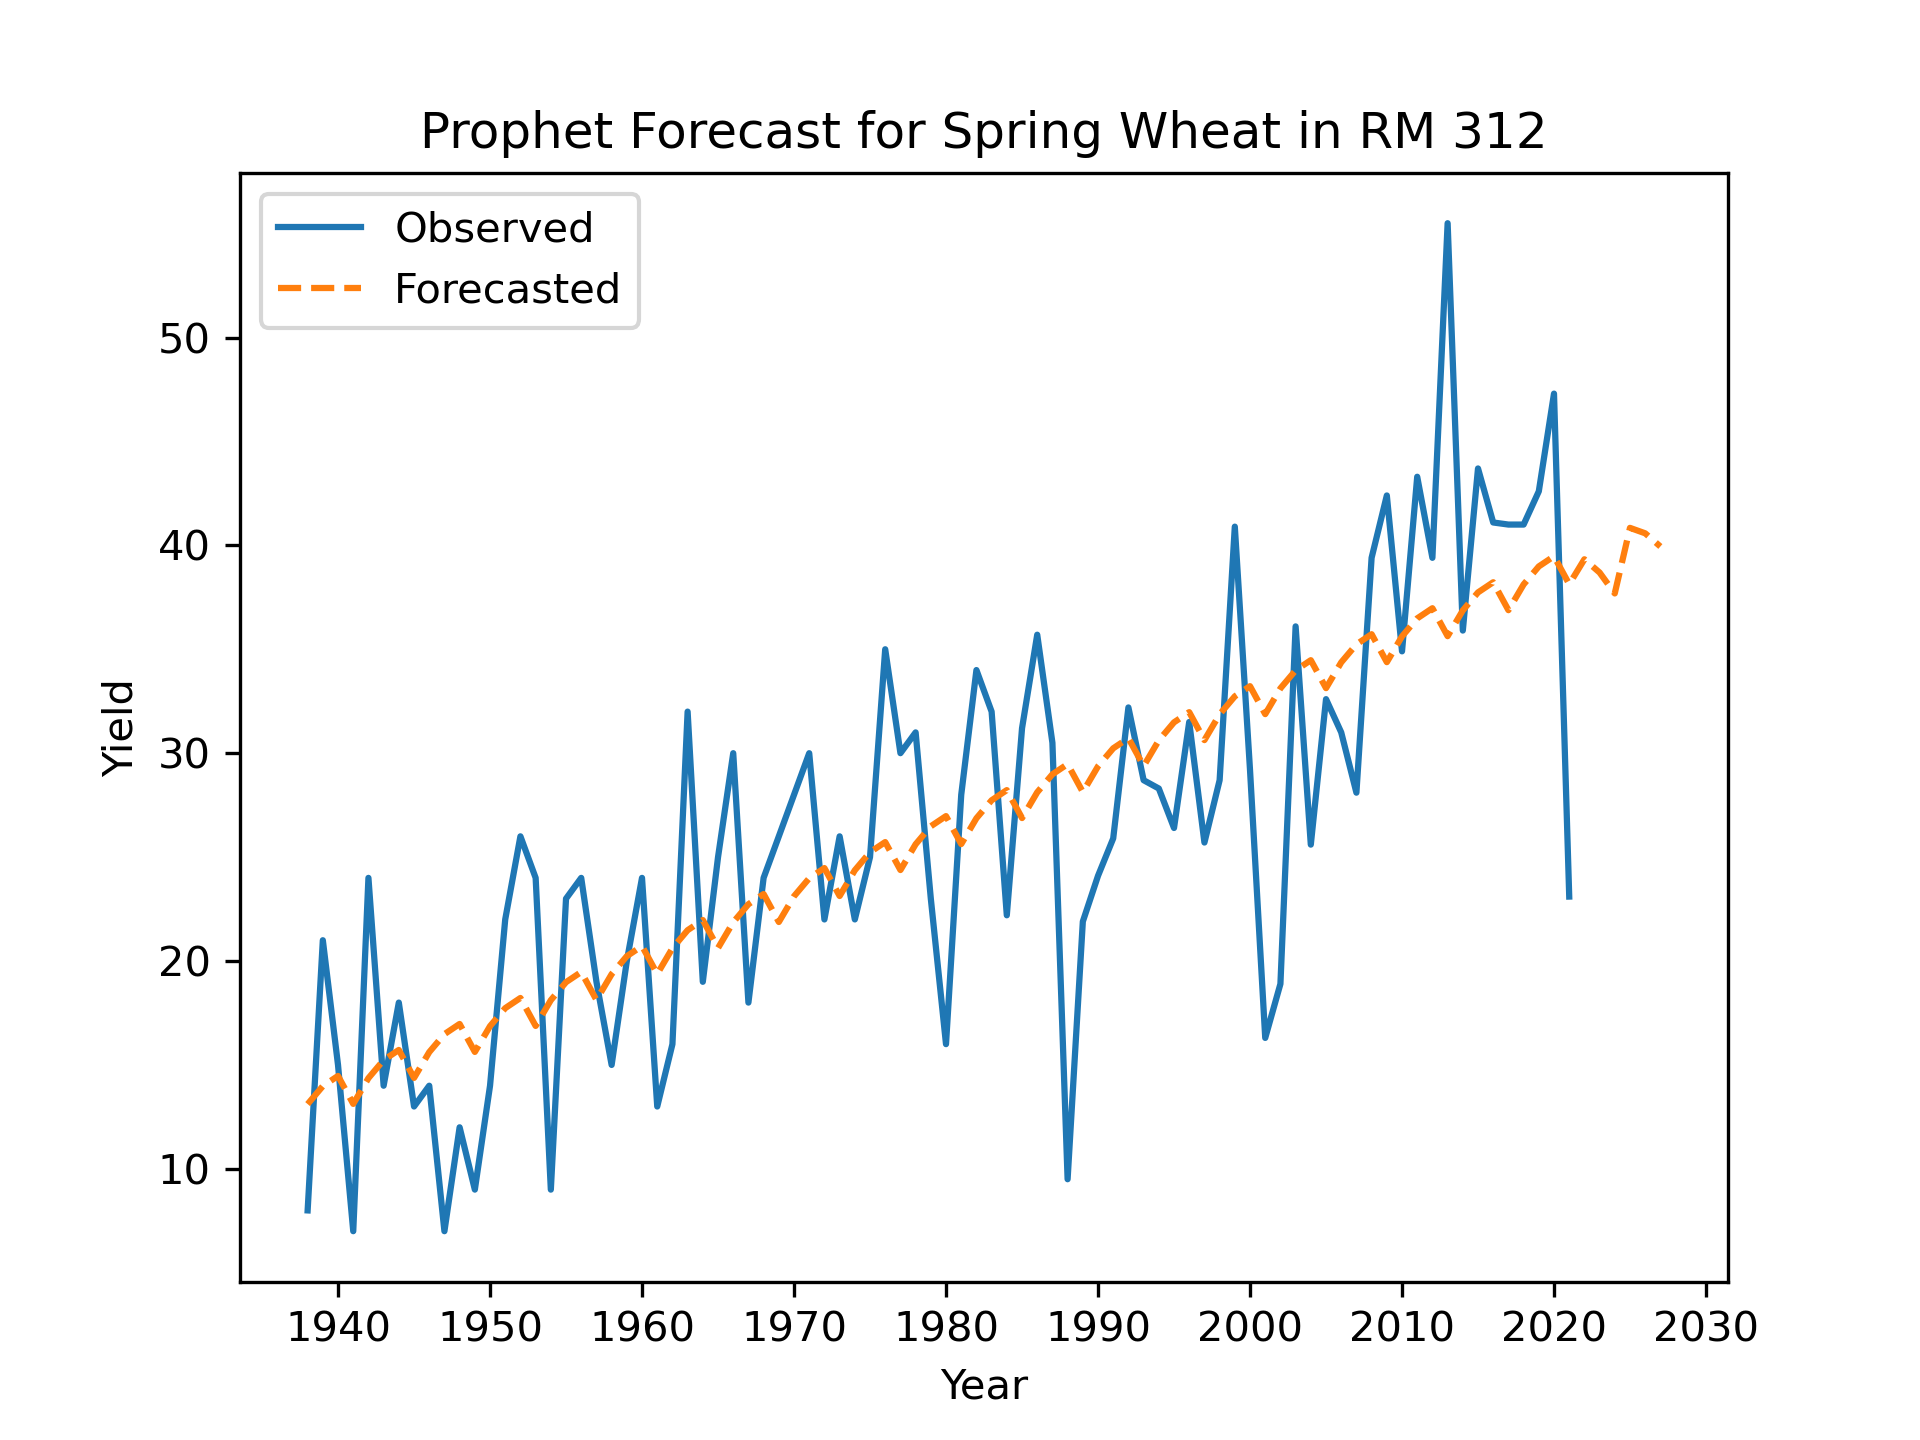 Prophet Forecast for Spring Wheat in RM 312
Observed
Forecasted
50
40
30
20
10
Yield
1940 1950 1960 1970 1980 1990 2000 2010 2020 2030
Year